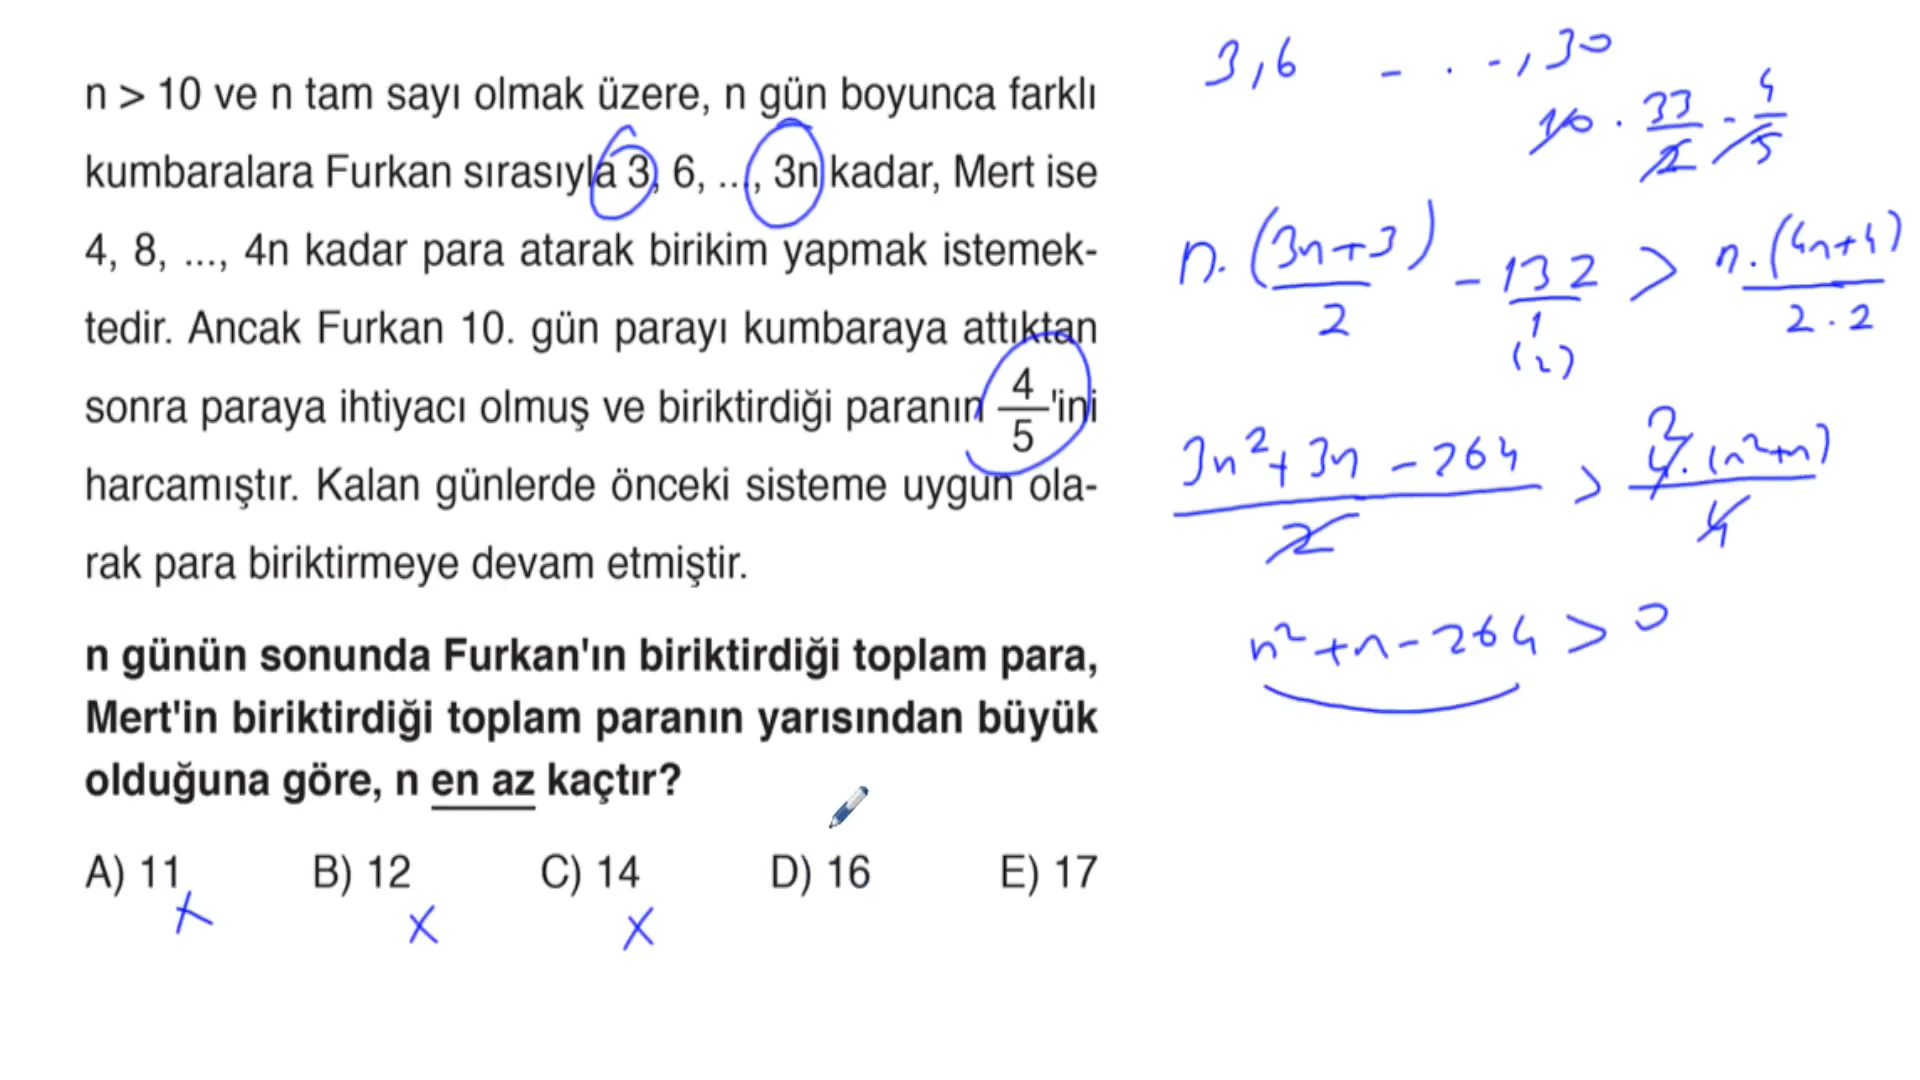 n > 10 ve n tam sayı olmak üzere, n gün boyunca farklı
kumbaralara Furkan sırasıyla 3, 6, ..., 3n kadar, Mert ise
4, 8, ..., 4n kadar para atarak birikim yapmak istemek-
tedir. Ancak Furkan 10. gün parayı kumbaraya attıktan
sonra paraya ihtiyacı olmuş ve biriktirdiği paranın 4/5'ini
harcamıştır. Kalan günlerde önceki sisteme uygun ola-
rak para biriktirmeye devam etmiştir.
n günün sonunda Furkan'ın biriktirdiği toplam para,
Mert'in biriktirdiği toplam paranın yarısından büyük
olduğuna göre, n en az kaçtır?
A) 11 B) 12 C) 14 D) 16 E) 17
x x x
3,6 - . . - , 30
10 . 33/2 . 4/5
n. (3n+3)/2 - 132/1 > n.(4n+4)/2.2
(2)
3n²+3n-264/2 > 4.(n²+n)/4
2
n²+n-264 > 0